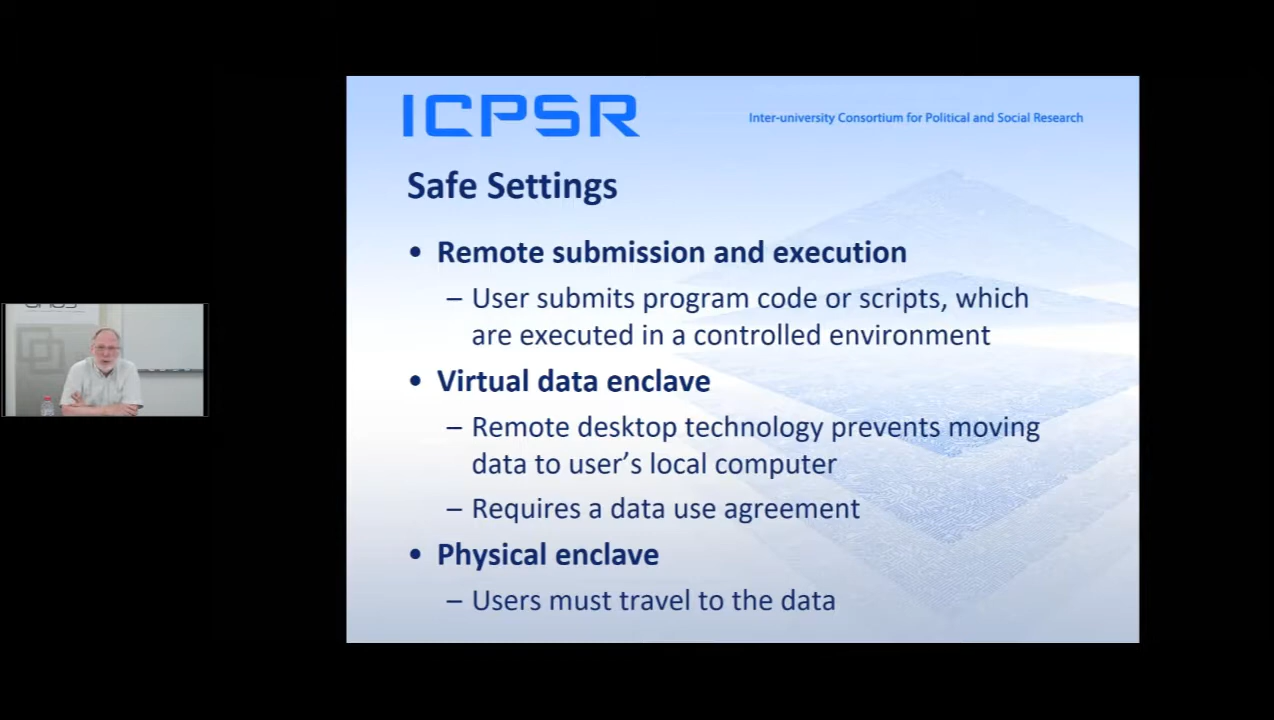 ICPSR
Inter-university Consortium for Political and Social Research
Safe Settings
• Remote submission and execution
– User submits program code or scripts, which
are executed in a controlled environment
• Virtual data enclave
– Remote desktop technology prevents moving
data to user’s local computer
– Requires a data use agreement
• Physical enclave
– Users must travel to the data